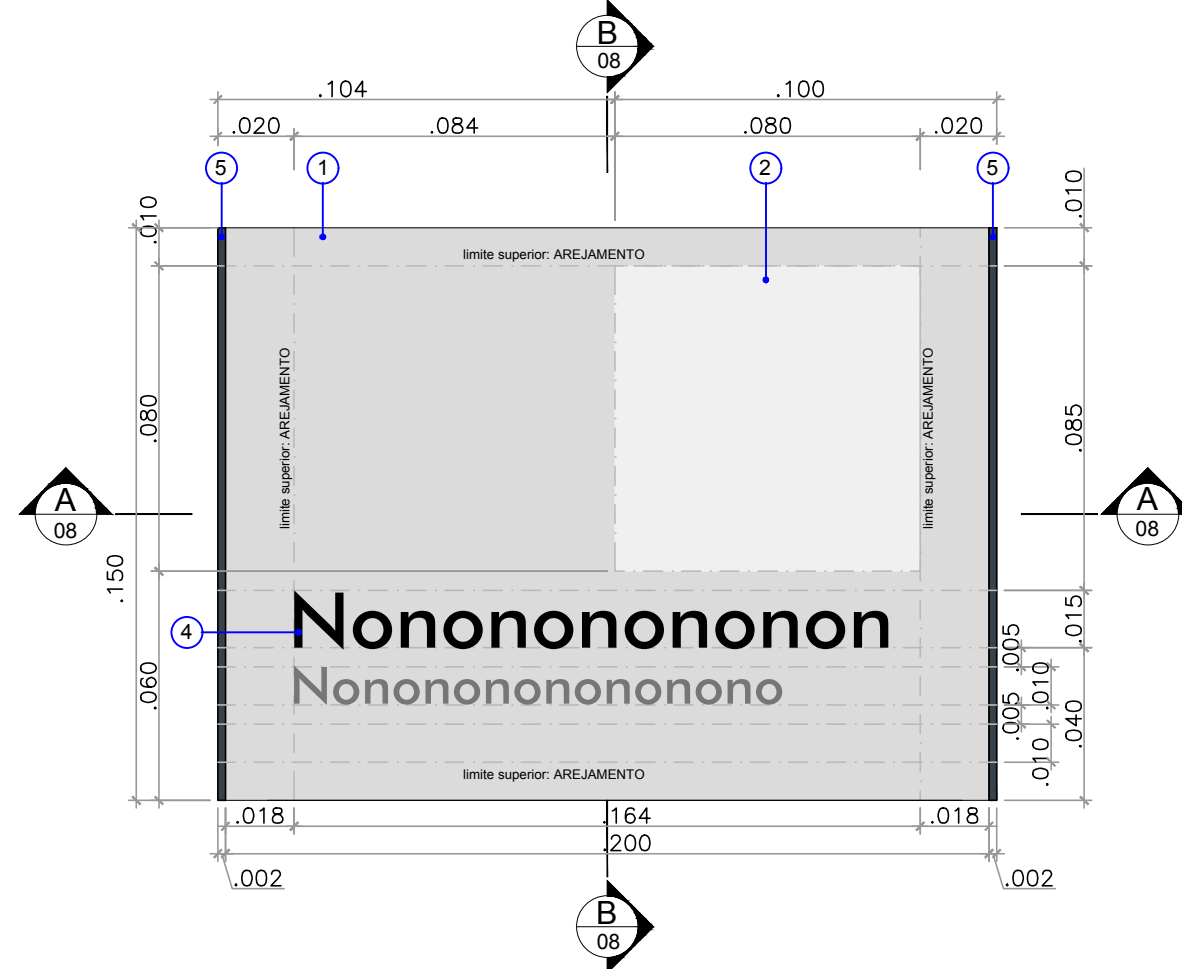 B
08
.104 .100
.020 .084 .080 .020
5 1 2 5
.010 .010
limite superior: AREJAMENTO
limite superior: AREJAMENTO
limite superior: AREJAMENTO
.080 .085
A
08
A
08
.150
Nonononononon
4
.015
.005
Nononononononono
.060 .010
.005
.040
.010
limite superior: AREJAMENTO
.018 .164 .018
.200
.002 .002
B
08